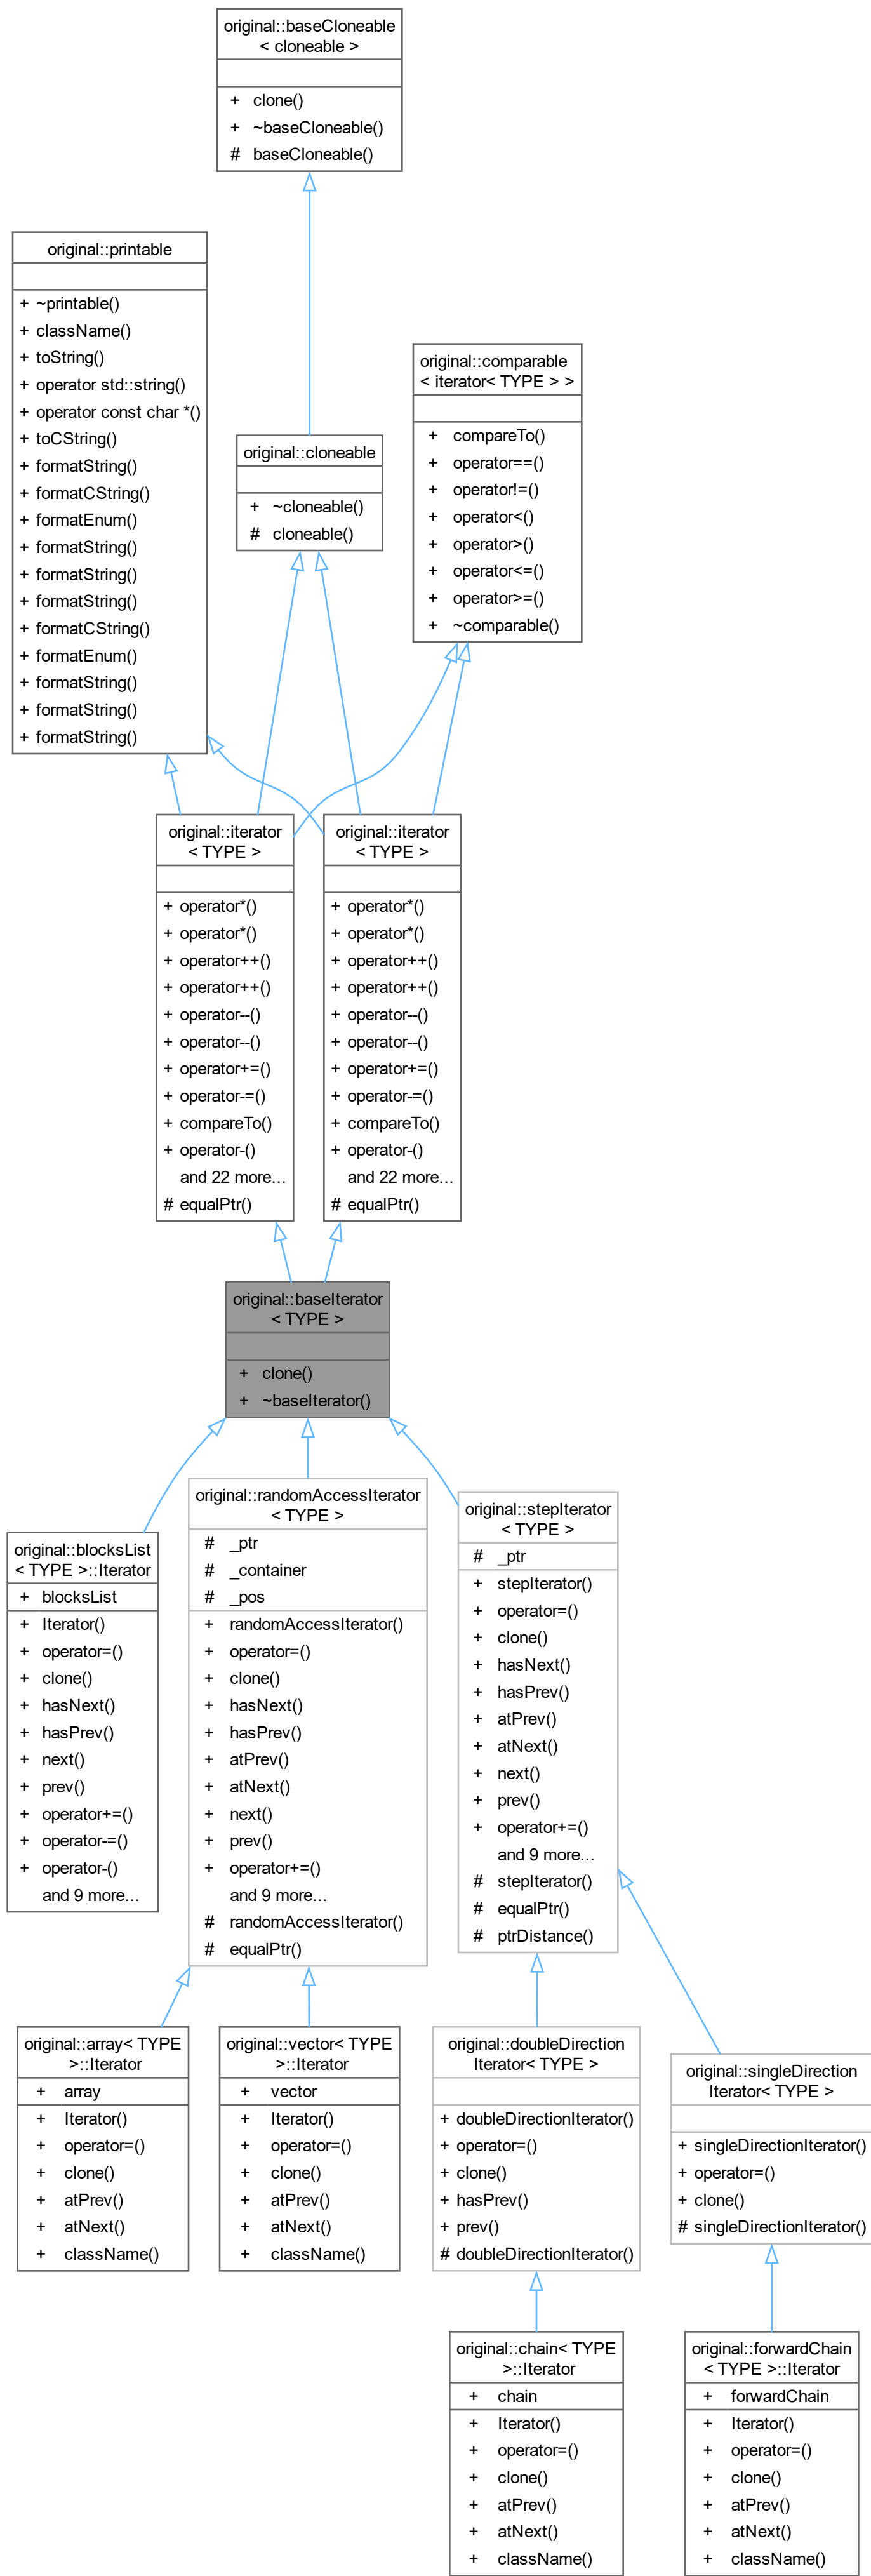 original::baseCloneable
< cloneable >
+ clone()
+ ~baseCloneable()
# baseCloneable()
original::printable
+ ~printable()
+ className()
+ toString()
+ operator std::string()
+ operator const char *()
+ toCString()
+ formatString()
+ formatCString()
+ formatEnum()
+ formatString()
+ formatString()
+ formatString()
+ formatCString()
+ formatEnum()
+ formatString()
+ formatString()
+ formatString()
original::comparable
< iterator< TYPE > >
+ compareTo()
+ operator==()
+ operator!=()
+ operator<()
+ operator>()
+ operator<=()
+ operator>=()
+ ~comparable()
original::cloneable
+ ~cloneable()
# cloneable()
original::iterator
< TYPE >
+ operator*()
+ operator*()
+ operator++()
+ operator++()
+ operator--()
+ operator--()
+ operator+=()
+ operator-=()
+ compareTo()
+ operator-()
and 22 more...
# equalPtr()
original::iterator
< TYPE >
+ operator*()
+ operator*()
+ operator++()
+ operator++()
+ operator--()
+ operator--()
+ operator+=()
+ operator-=()
+ compareTo()
+ operator-()
and 22 more...
# equalPtr()
original::baseIterator
< TYPE >
+ clone()
+ ~baseIterator()
original::blocksList
< TYPE >::Iterator
+ blocksList
+ Iterator()
+ operator=()
+ clone()
+ hasNext()
+ hasPrev()
+ next()
+ prev()
+ operator+=()
+ operator-=()
+ operator-()
and 9 more...
original::randomAccessIterator
< TYPE >
# _ptr
# _container
# _pos
+ randomAccessIterator()
+ operator=()
+ clone()
+ hasNext()
+ hasPrev()
+ atPrev()
+ atNext()
+ next()
+ prev()
+ operator+=()
and 9 more...
# randomAccessIterator()
# equalPtr()
original::stepIterator
< TYPE >
# _ptr
+ stepIterator()
+ operator=()
+ clone()
+ hasNext()
+ hasPrev()
+ atPrev()
+ atNext()
+ next()
+ prev()
+ operator+=()
and 9 more...
# stepIterator()
# equalPtr()
# ptrDistance()
original::array< TYPE
>::Iterator
+ array
+ Iterator()
+ operator=()
+ clone()
+ atPrev()
+ atNext()
+ className()
original::vector< TYPE
>::Iterator
+ vector
+ Iterator()
+ operator=()
+ clone()
+ atPrev()
+ atNext()
+ className()
original::doubleDirection
Iterator< TYPE >
+ doubleDirectionIterator()
+ operator=()
+ clone()
+ hasPrev()
+ prev()
# doubleDirectionIterator()
original::singleDirection
Iterator< TYPE >
+ singleDirectionIterator()
+ operator=()
+ clone()
# singleDirectionIterator()
original::chain< TYPE
>::Iterator
+ chain
+ Iterator()
+ operator=()
+ clone()
+ atPrev()
+ atNext()
+ className()
original::forwardChain
< TYPE >::Iterator
+ forwardChain
+ Iterator()
+ operator=()
+ clone()
+ atPrev()
+ atNext()
+ className()